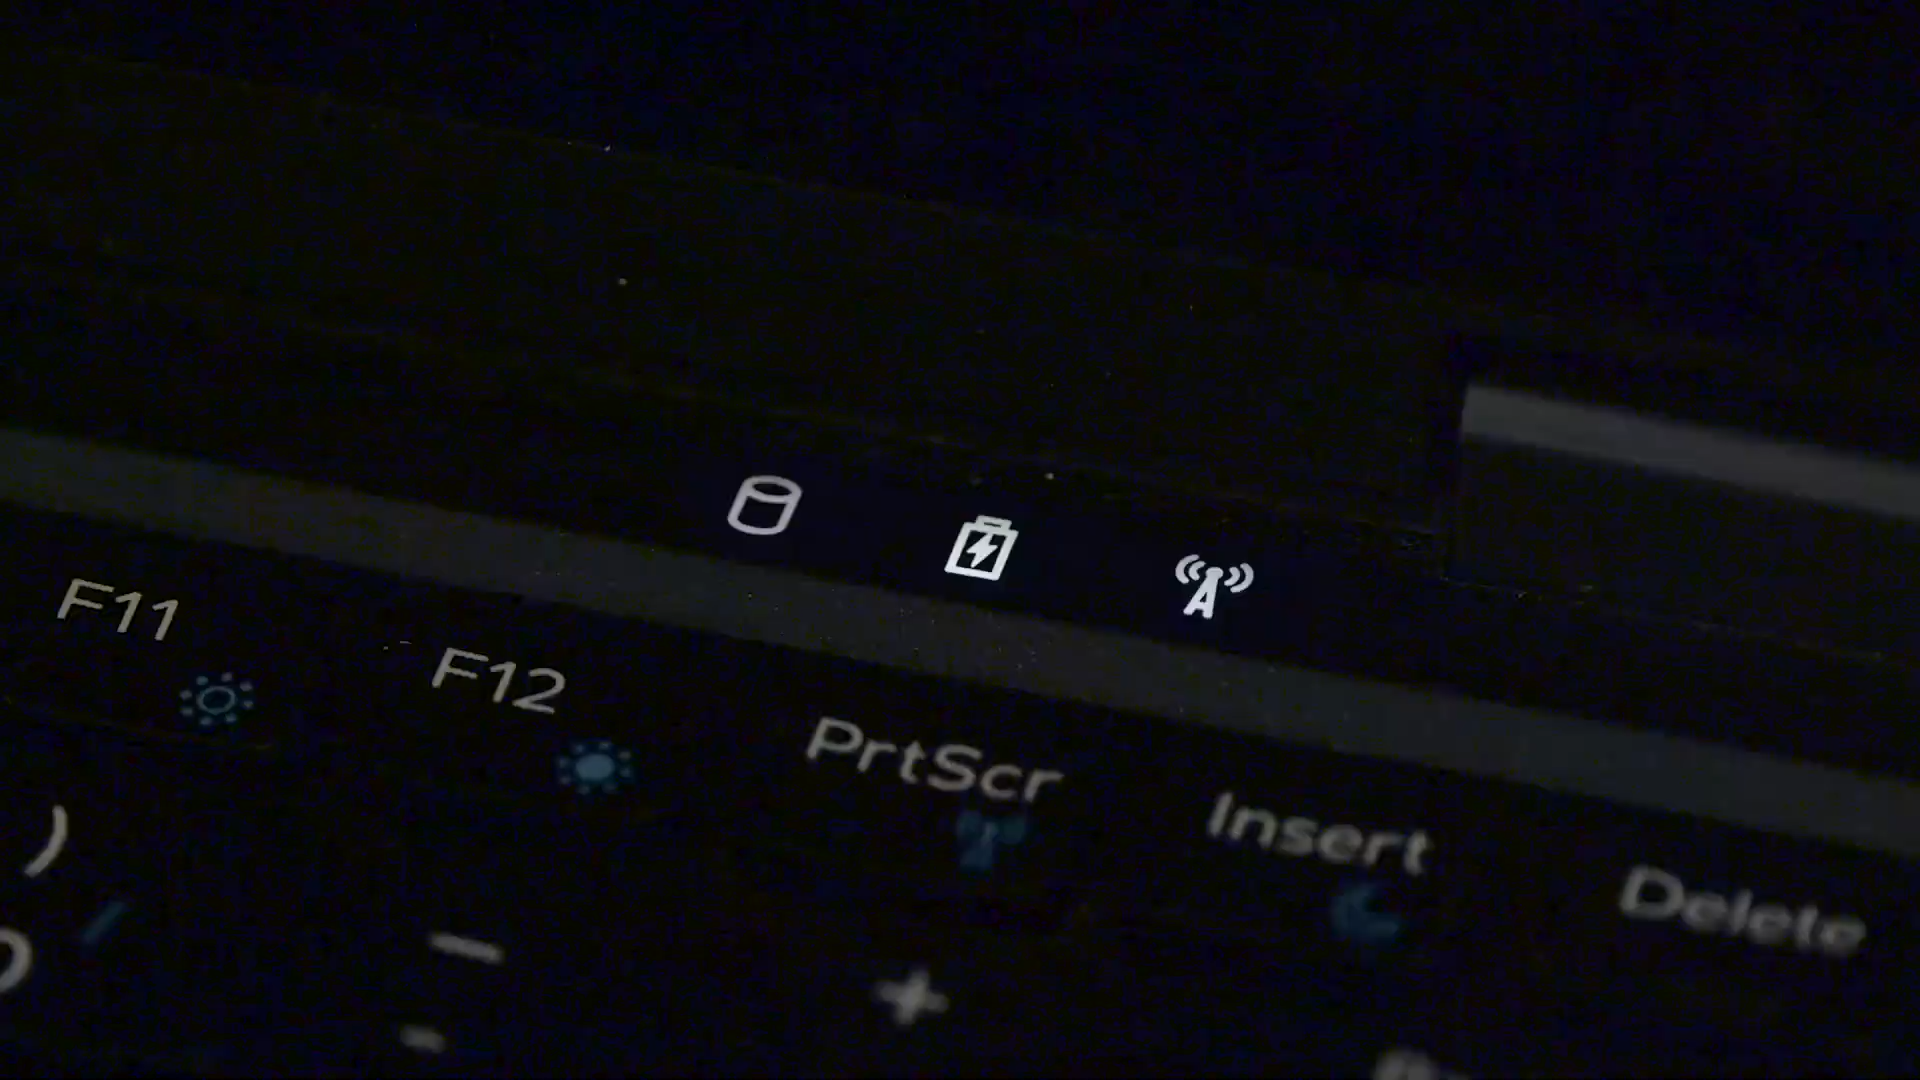 F11
F12
PrtScr
Insert
Delete
)
-
+